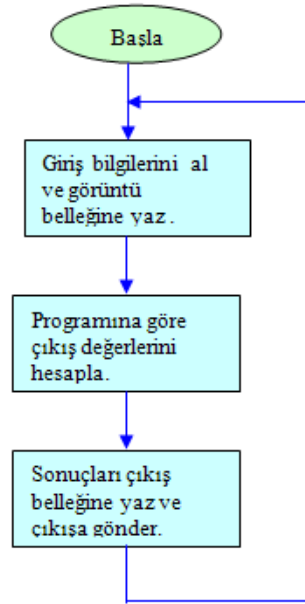 Başla
Giriş bilgilerini al
ve görüntü
belleğine yaz .
Programına göre
çıkış değerlerini
hesapla.
Sonuçları çıkış
belleğine yaz ve
çıkışa gönder.